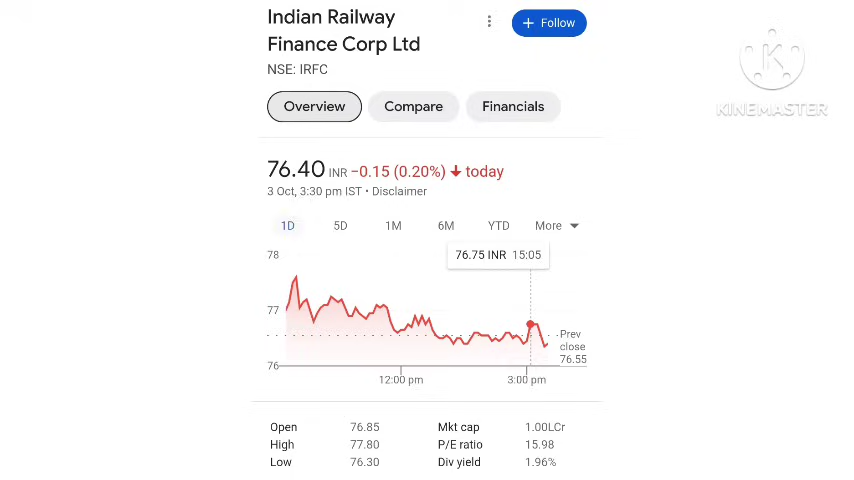 Indian Railway
Finance Corp Ltd
+ Follow
NSE: IRFC
K
KINEMASTER
Overview
Compare
Financials
76.40 INR −0.15 (0.20%) ↓ today
3 Oct, 3:30 pm IST • Disclaimer
1D 5D 1M 6M YTD More
76.75 INR 15:05
78
77
76
Prev
close
76.55
12:00 pm 3:00 pm
Open 76.85 Mkt cap 1.00LCr
High 77.80 P/E ratio 15.98
Low 76.30 Div yield 1.96%